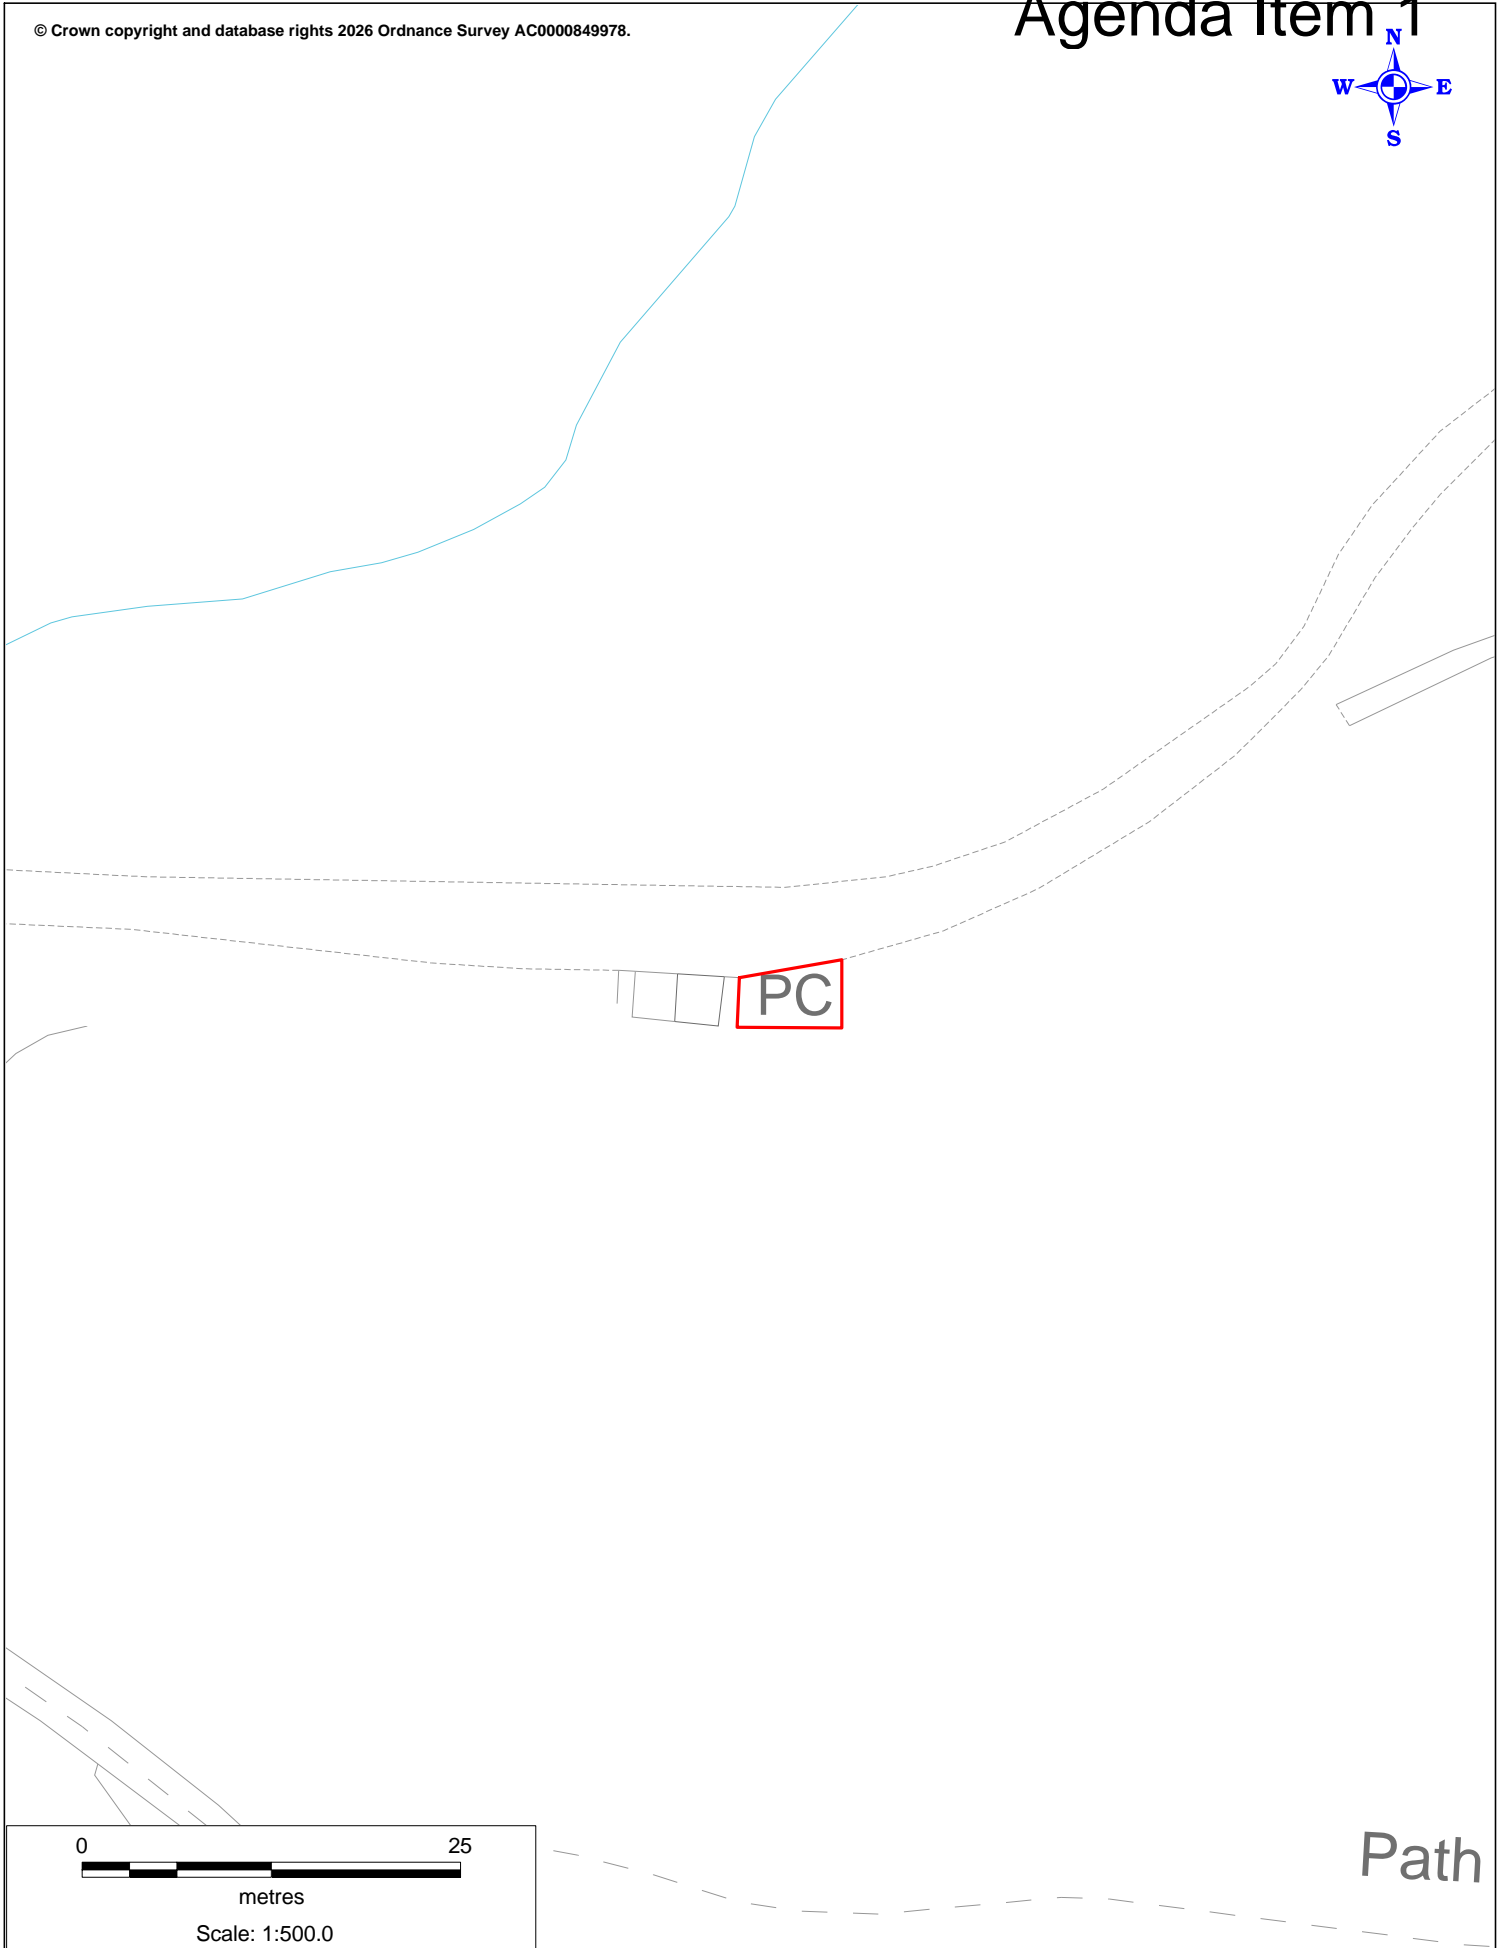 Agenda Item 1
© Crown copyright and database rights 2026 Ordnance Survey AC0000849978.
N
W E
S
PC
Path
0 25
metres
Scale: 1:500.0